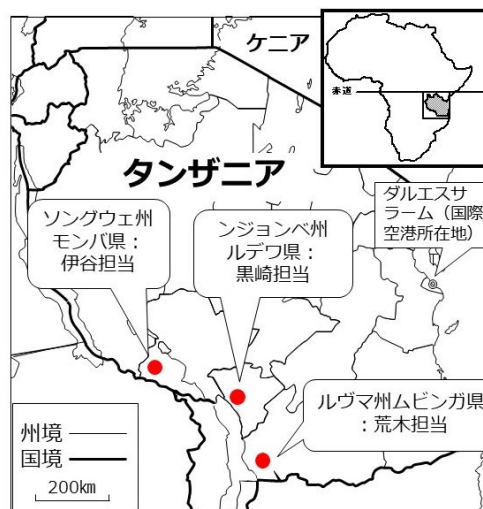 ケニア
赤道
タンザニア
ダルエスサ
ラーム（国際
空港所在地）
ソングウェ州
モンバ県：
伊谷担当
ンジョンベ州
ルデワ県：
黒崎担当
ルヴマ州ムビンガ県
：荒木担当
州境
国境
200km